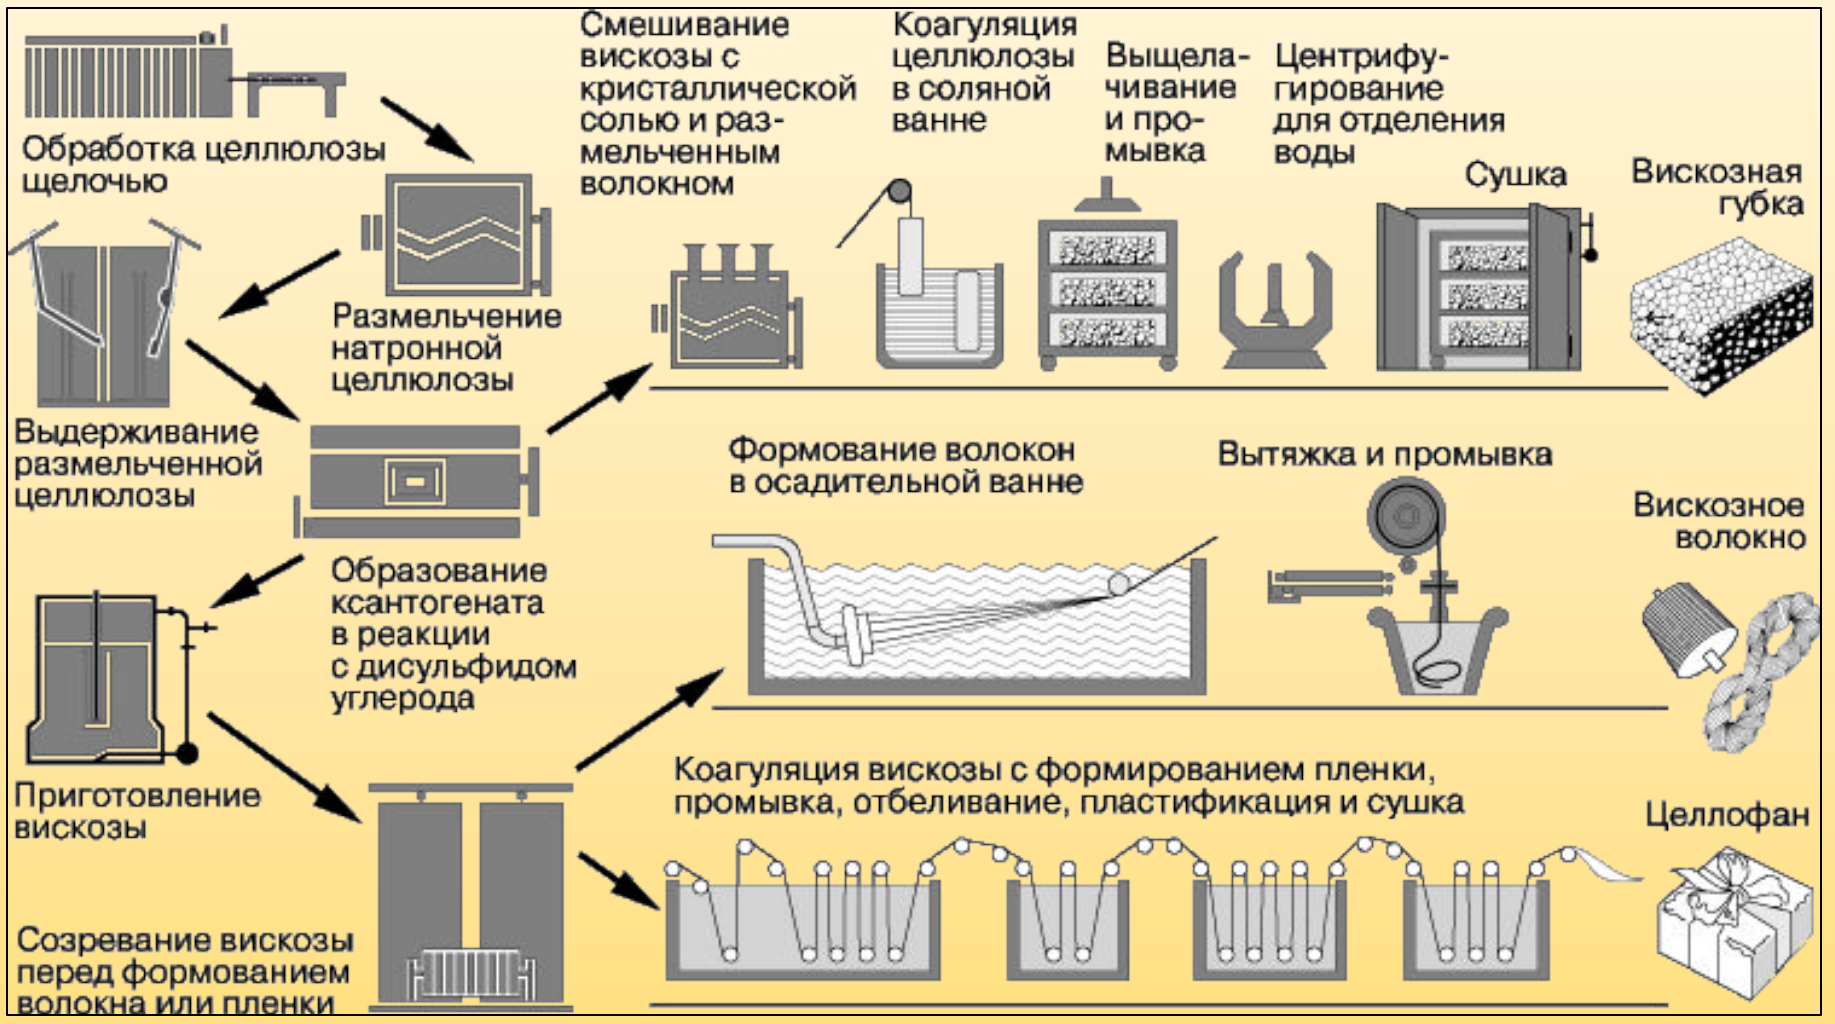 Обработка целлюлозы
щелочью
Размельчение
натронной
целлюлозы
Выдерживание
размельченной
целлюлозы
Образование
ксантогената
в реакции
с дисульфидом
углерода
Приготовление
вискозы
Созревание вискозы
перед формованием
волокна или пленки
Смешивание
вискозы с
кристаллической
солью и раз-
мельченным
волокном
Коагуляция
целлюлозы
в соляной
ванне
Выщела-
чивание
и про-
мывка
Центрифу-
гирование
для отделения
воды
Сушка
Вискозная
губка
Формование волокон
в осадительной ванне
Вытяжка и промывка
Вискозное
волокно
Коагуляция вискозы с формированием пленки,
промывка, отбеливание, пластификация и сушка
Целлофан